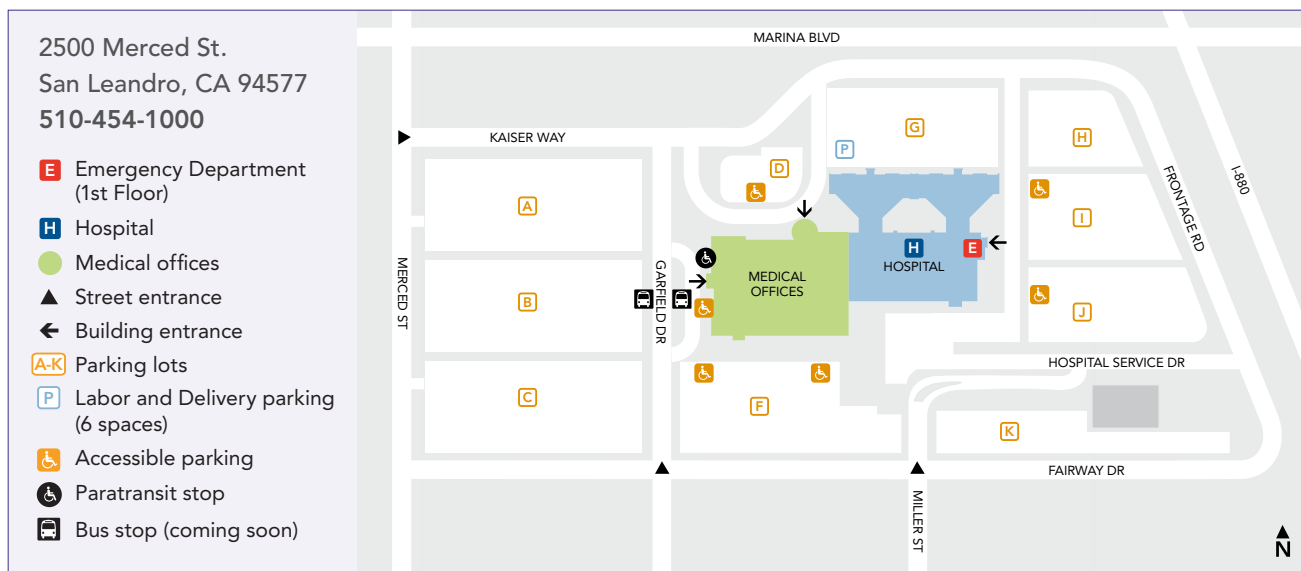 2500 Merced St.
San Leandro, CA 94577
510-454-1000
E Emergency Department
(1st Floor)
H Hospital
Medical offices
Street entrance
Building entrance
A-K Parking lots
P Labor and Delivery parking
(6 spaces)
Accessible parking
Paratransit stop
Bus stop (coming soon)
MARINA BLVD
KAISER WAY
MERCED ST
GARFIELD DR
FRONTAGE RD
I-880
A
B
C
D
P
G
H
I
J
H
HOSPITAL
E
MEDICAL
OFFICES
F
K
HOSPITAL SERVICE DR
FAIRWAY DR
MILLER ST
N